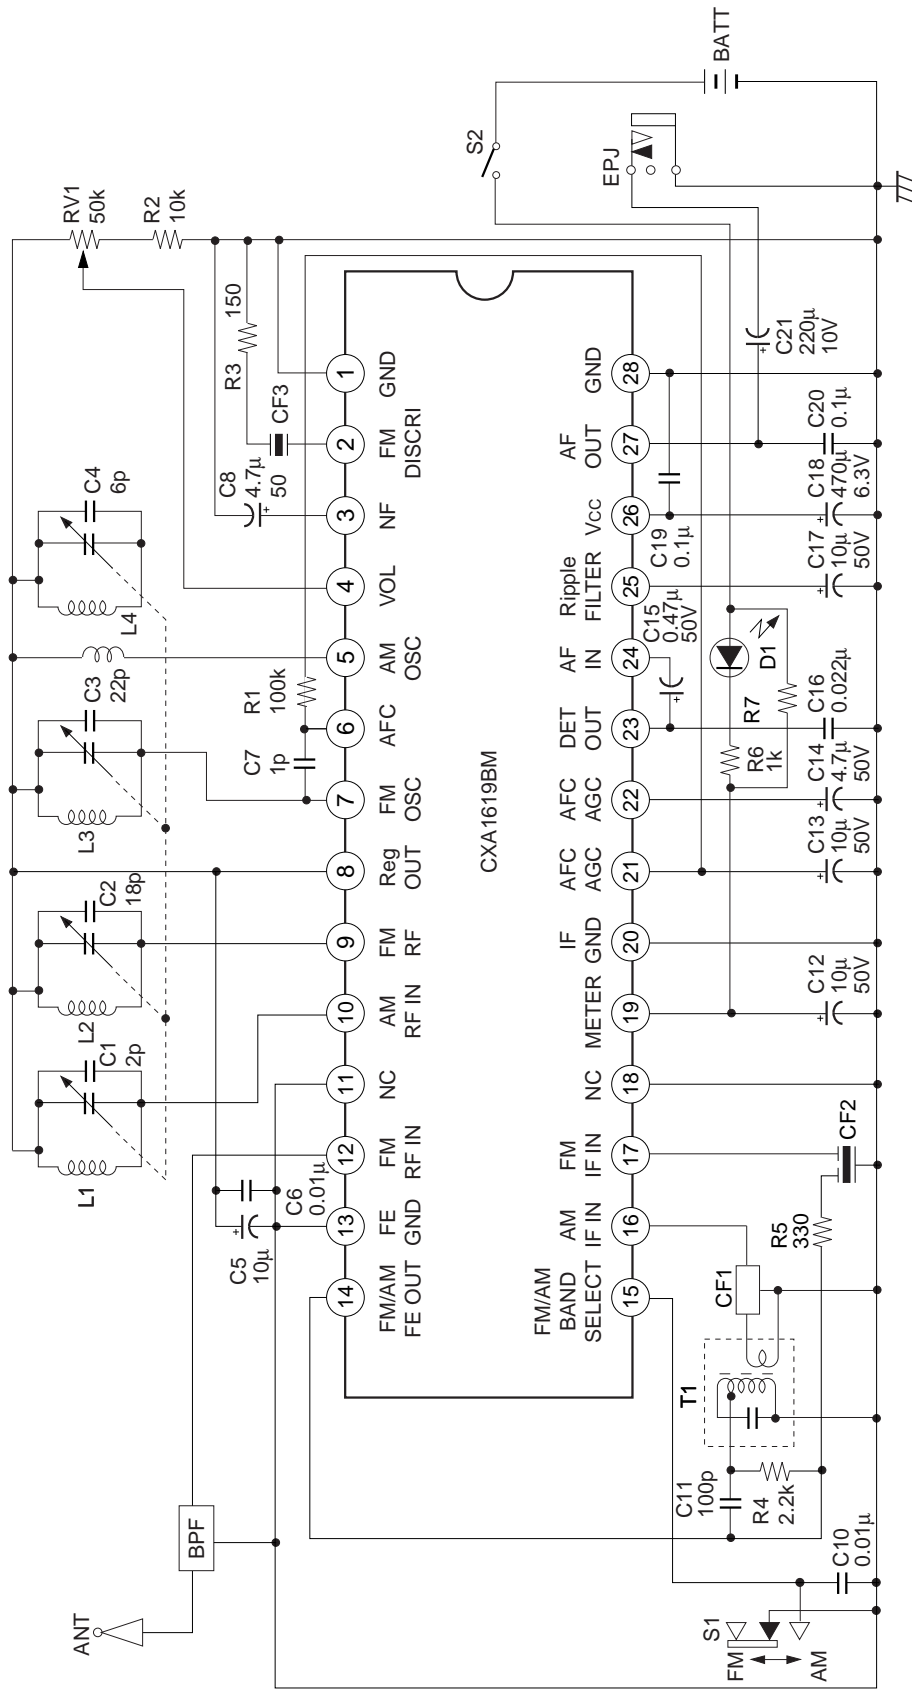 ANT
BPF
L1
C1
2p
L2
C2
18p
L3
C3
22p
L4
C4
6p
RV1
50k
R2
10k
C5
10µ
C6
0.01µ
C7
1p
R1
100k
C8
4.7µ
50
R3
150
CF3
14
13
12
11
10
9
8
7
6
5
4
3
2
1
FM/AM
FE OUT
FE
GND
FM
RF IN
NC
AM
RF IN
FM
RF
Reg
OUT
FM
OSC
AFC
AM
OSC
VOL
NF
FM
DISCRI
GND
CXA1619BM
FM/AM
BAND
SELECT
AM
IF IN
FM
IF IN
NC
METER
IF
GND
AFC
AGC
AFC
AGC
DET
OUT
AF
IN
Ripple
FILTER
Vcc
AF
OUT
GND
15
16
17
18
19
20
21
22
23
24
25
26
27
28
S2
EPJ
BATT
C19
0.1µ
C15
0.47µ
50V
D1
R7
R6
1k
C21
220µ
10V
CF1
T1
C11
100p
R4
2.2k
R5
330
CF2
S1
FM
AM
C10
0.01µ
C12
10µ
50V
C13
10µ
50V
C14
4.7µ
50V
C16
0.022µ
C17
10µ
50V
C18
470µ
6.3V
C20
0.1µ